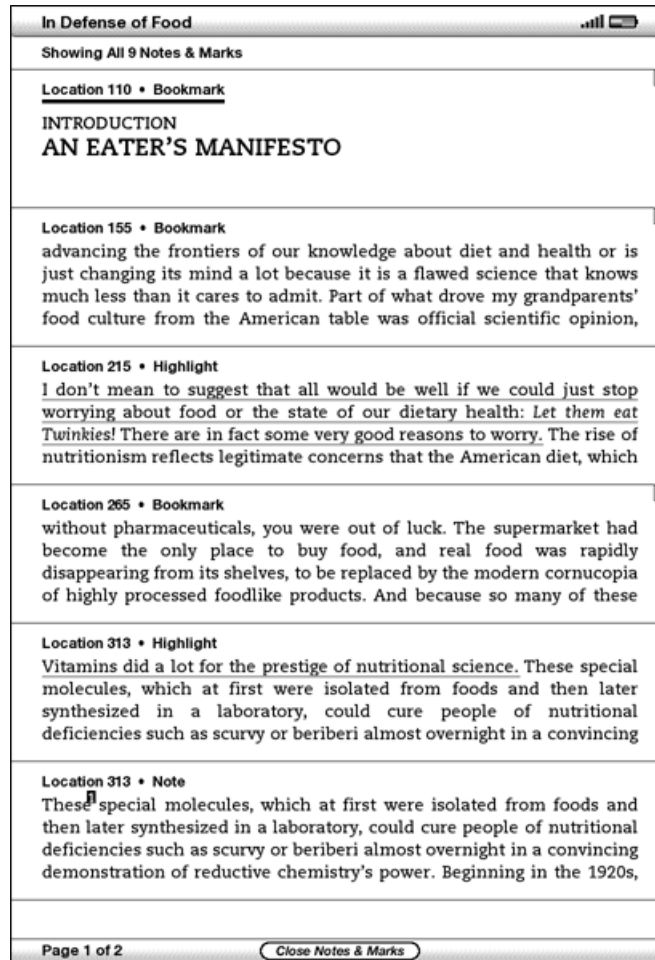 In Defense of Food
Showing All 9 Notes & Marks
Location 110 • Bookmark
INTRODUCTION
AN EATER'S MANIFESTO
Location 155 • Bookmark
advancing the frontiers of our knowledge about diet and health or is
just changing its mind a lot because it is a flawed science that knows
much less than it cares to admit. Part of what drove my grandparents'
food culture from the American table was official scientific opinion,
Location 215 • Highlight
I don't mean to suggest that all would be well if we could just stop
worrying about food or the state of our dietary health: Let them eat
Twinkies! There are in fact some very good reasons to worry. The rise of
nutritionism reflects legitimate concerns that the American diet, which
Location 265 • Bookmark
without pharmaceuticals, you were out of luck. The supermarket had
become the only place to buy food, and real food was rapidly
disappearing from its shelves, to be replaced by the modern cornucopia
of highly processed foodlike products. And because so many of these
Location 313 • Highlight
Vitamins did a lot for the prestige of nutritional science. These special
molecules, which at first were isolated from foods and then later
synthesized in a laboratory, could cure people of nutritional
deficiencies such as scurvy or beriberi almost overnight in a convincing
Location 313 • Note
These 1 special molecules, which at first were isolated from foods and
then later synthesized in a laboratory, could cure people of nutritional
deficiencies such as scurvy or beriberi almost overnight in a convincing
demonstration of reductive chemistry's power. Beginning in the 1920s,
Page 1 of 2
Close Notes & Marks